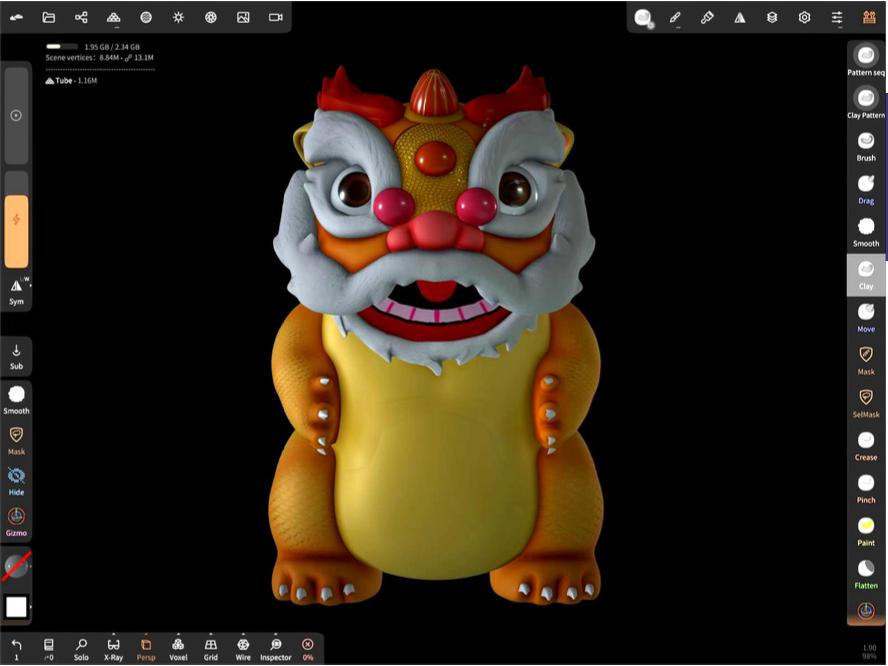 1.95 GB / 2.34 GB
Scene vertices: 8.84M • 13.1M
Tube • 1.16M
L/W
Sym
Sub
Smooth
Mask
Hide
Gizmo
Pattern seq
Clay Pattern
Brush
Drag
Smooth
Clay
Move
Mask
SelMask
Crease
Pinch
Paint
Flatten
1
0
Solo
X-Ray
Persp
Voxel
Grid
Wire
Inspector
0%
1.90
98%